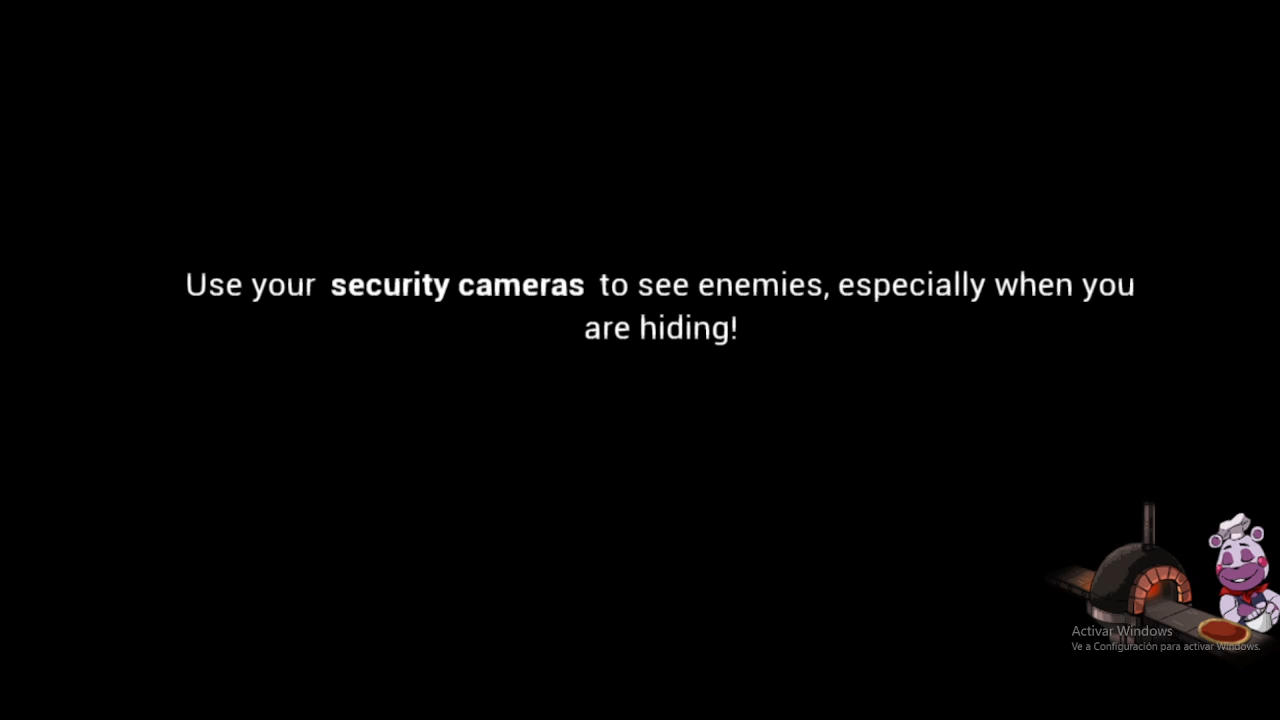 Use your security cameras to see enemies, especially when you
are hiding!
Activar Windows
Ve a Configuración para activar Windows.